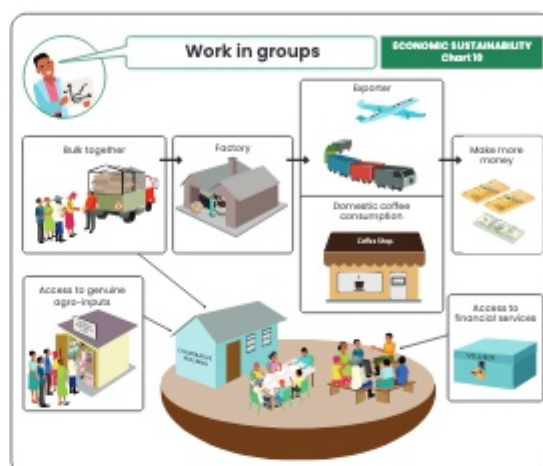 Work in groups
ECONOMIC SUSTAINABILITY
Chart 10
Bulk together
Factory
Exporter
Make more
money
Domestic coffee
consumption
Coffee Shop
Access to genuine
agro-inputs
Access to
financial services